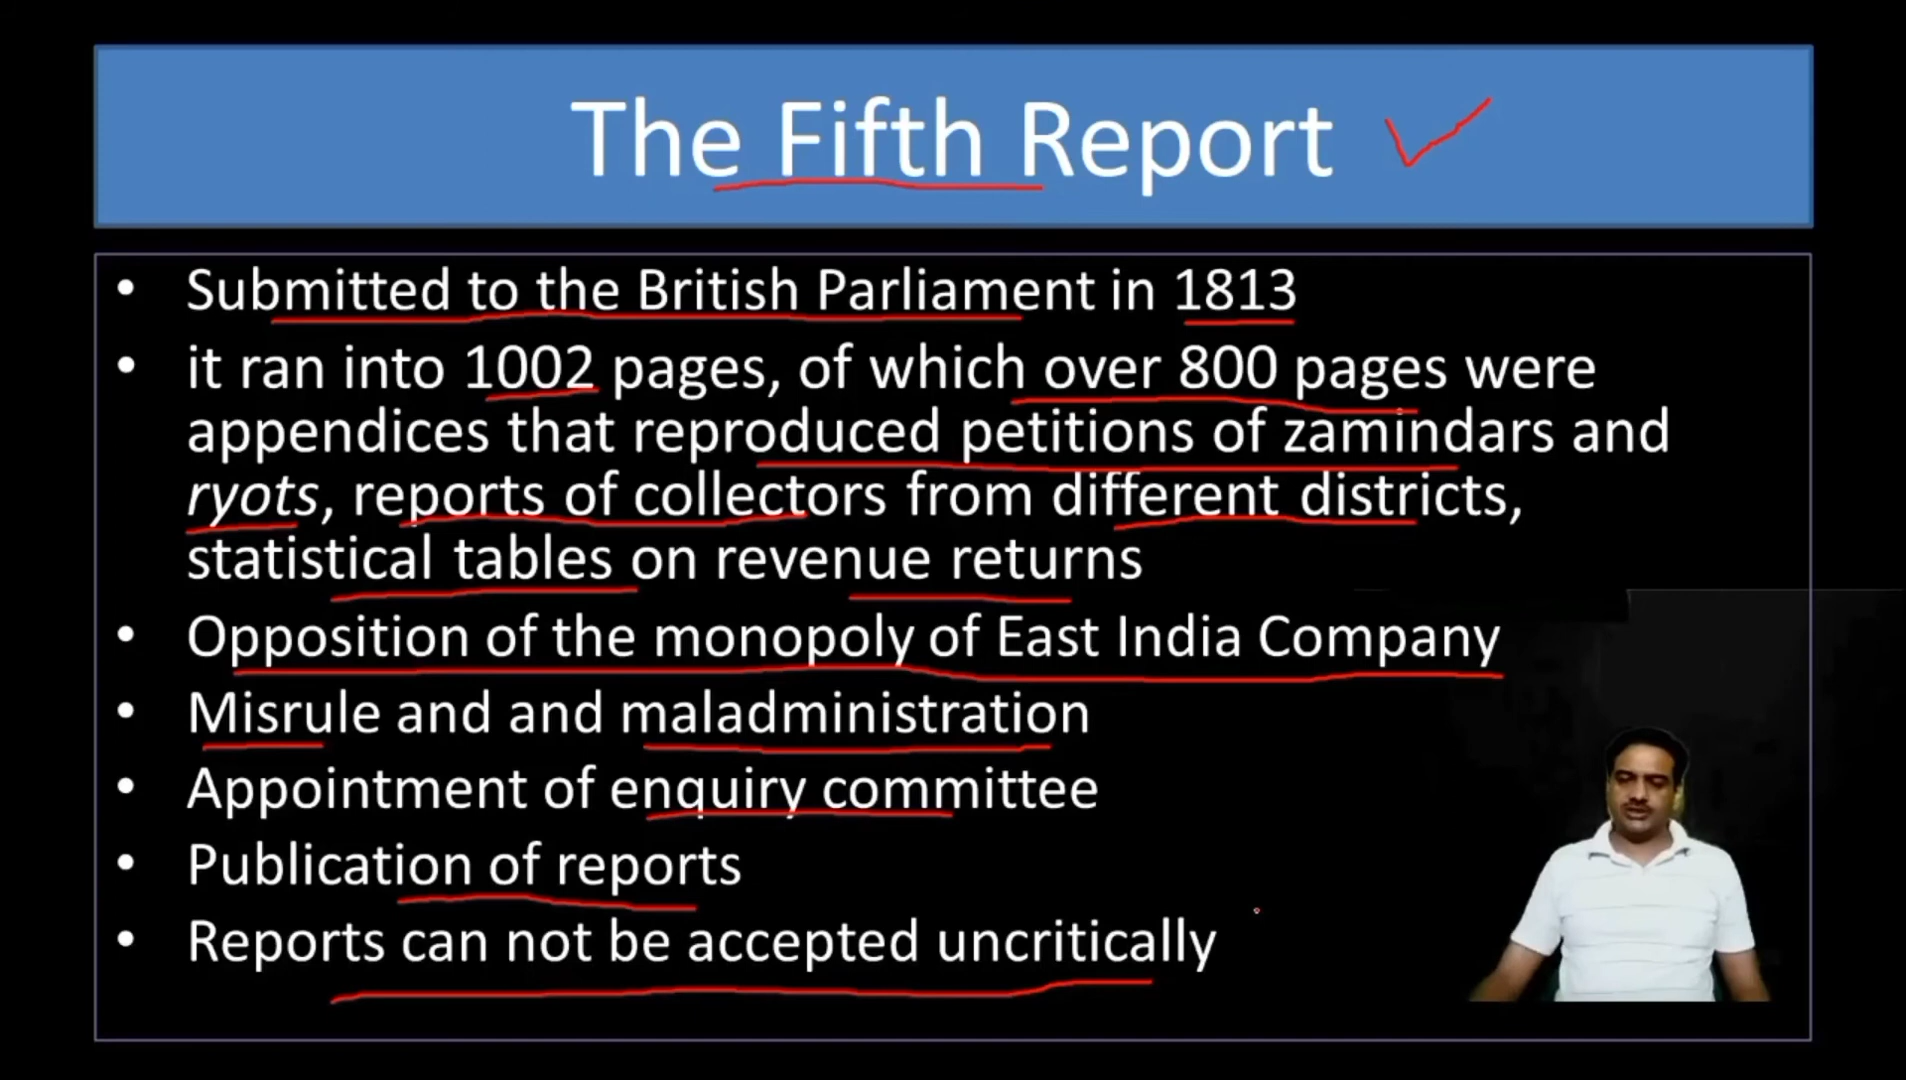 The Fifth Report
• Submitted to the British Parliament in 1813
• it ran into 1002 pages, of which over 800 pages were
appendices that reproduced petitions of zamindars and
ryots, reports of collectors from different districts,
statistical tables on revenue returns
• Opposition of the monopoly of East India Company
• Misrule and and maladministration
• Appointment of enquiry committee
• Publication of reports
• Reports can not be accepted uncritically